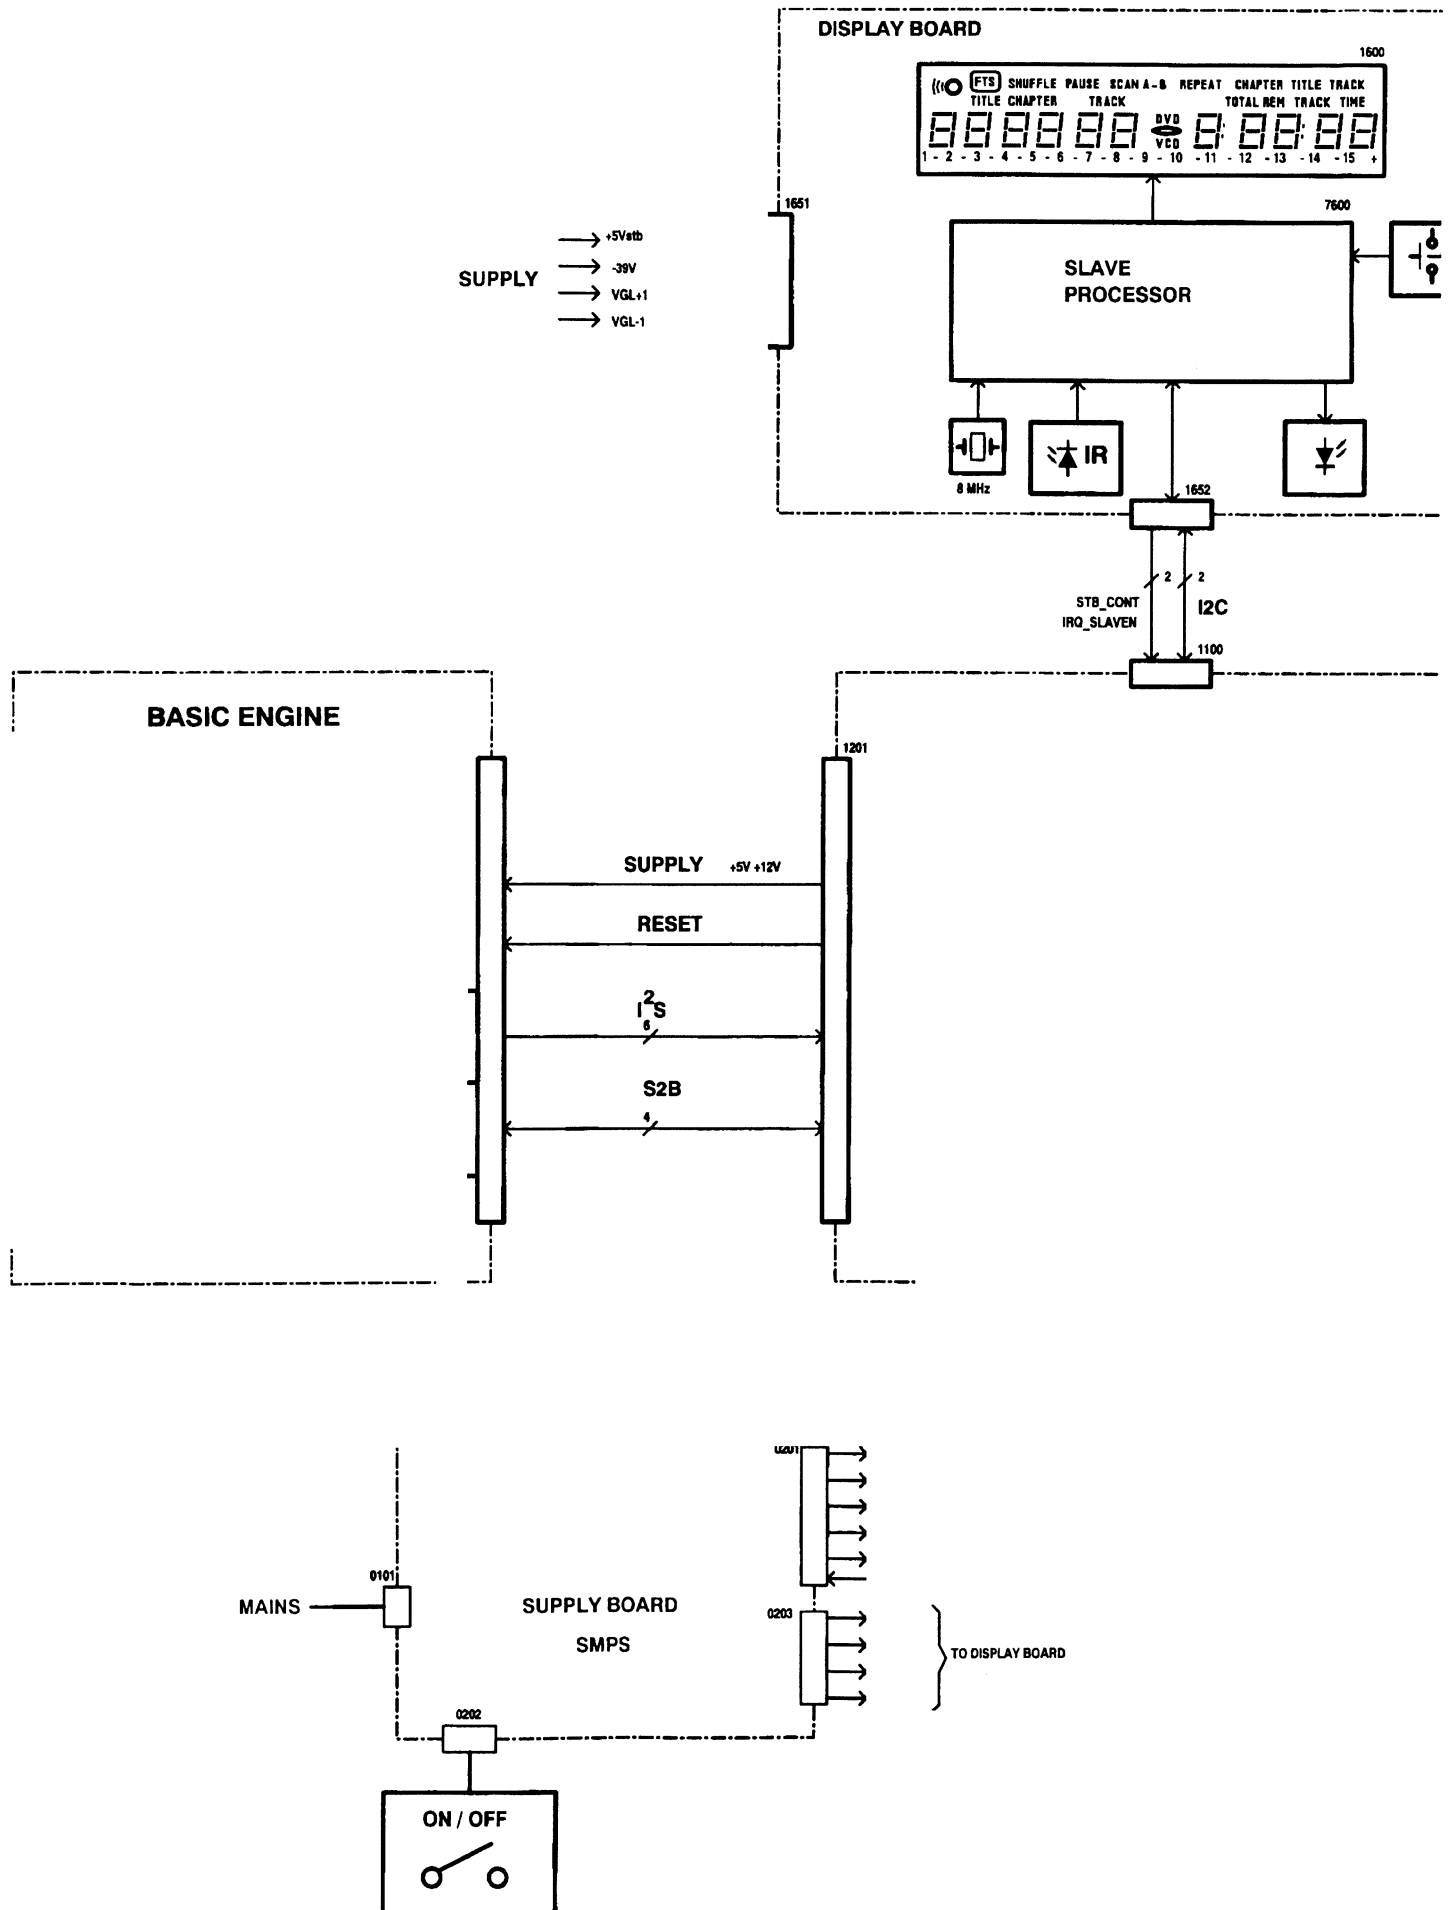 DISPLAY BOARD
1600
FTS SHUFFLE PAUSE SCAN A-B REPEAT CHAPTER TITLE TRACK
TITLE CHAPTER TRACK TOTAL REM TRACK TIME
DVD
VCD
1 - 2 - 3 - 4 - 5 - 6 - 7 - 8 - 9 - 10 - 11 - 12 - 13 - 14 - 15 +
1651
7600
SUPPLY
+5Vstb
-39V
VGL+1
VGL-1
SLAVE
PROCESSOR
IR
8 MHz
1652
2 2
STB_CONT
IRQ_SLAVEN
I2C
1100
BASIC ENGINE
1201
SUPPLY +5V +12V
RESET
I²S
6
S2B
4
0201
0101
MAINS
SUPPLY BOARD
SMPS
0203
TO DISPLAY BOARD
0202
ON / OFF